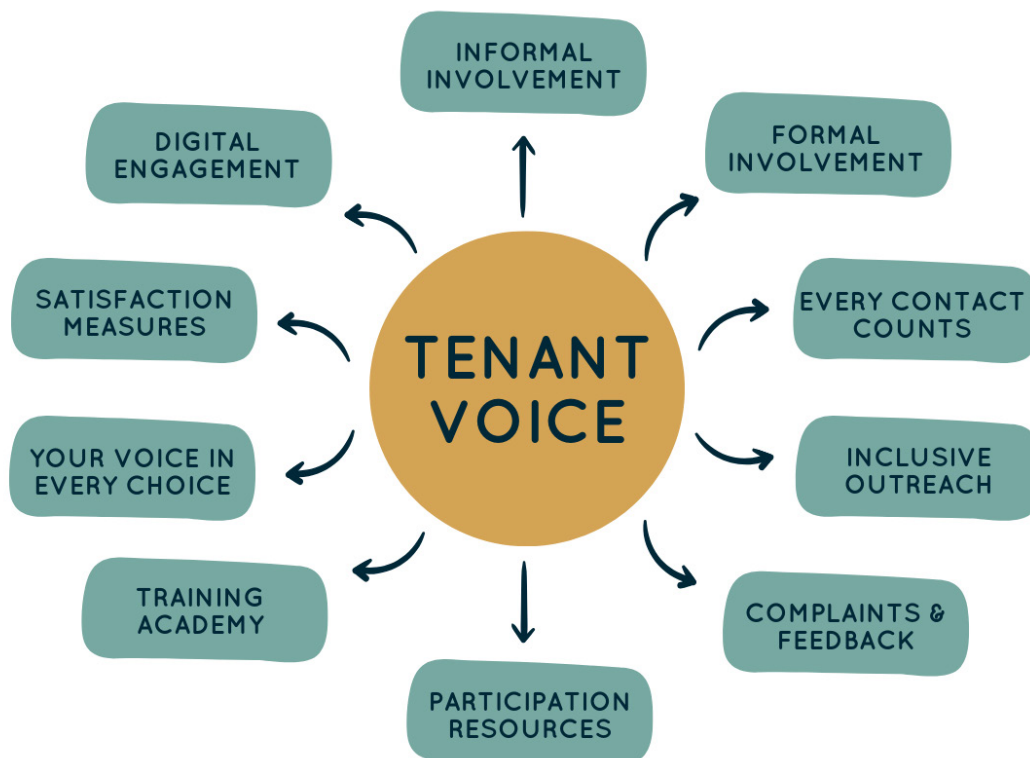 INFORMAL
INVOLVEMENT
FORMAL
INVOLVEMENT
EVERY CONTACT
COUNTS
INCLUSIVE
OUTREACH
COMPLAINTS &
FEEDBACK
PARTICIPATION
RESOURCES
TRAINING
ACADEMY
YOUR VOICE IN
EVERY CHOICE
SATISFACTION
MEASURES
DIGITAL
ENGAGEMENT
TENANT
VOICE